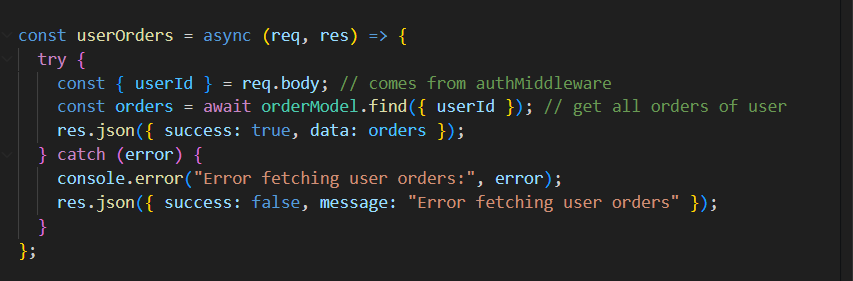 const userOrders = async (req, res) => {
  try {
    const { userId } = req.body; // comes from authMiddleware
    const orders = await orderModel.find({ userId }); // get all orders of user
    res.json({ success: true, data: orders });
  } catch (error) {
    console.error("Error fetching user orders:", error);
    res.json({ success: false, message: "Error fetching user orders" });
  }
};